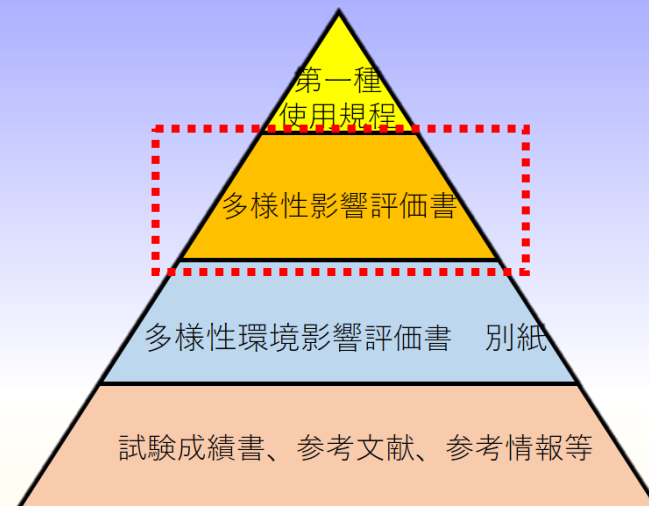 第一種
使用規程
多様性影響評価書
多様性環境影響評価書　別紙
試験成績書、参考文献、参考情報等